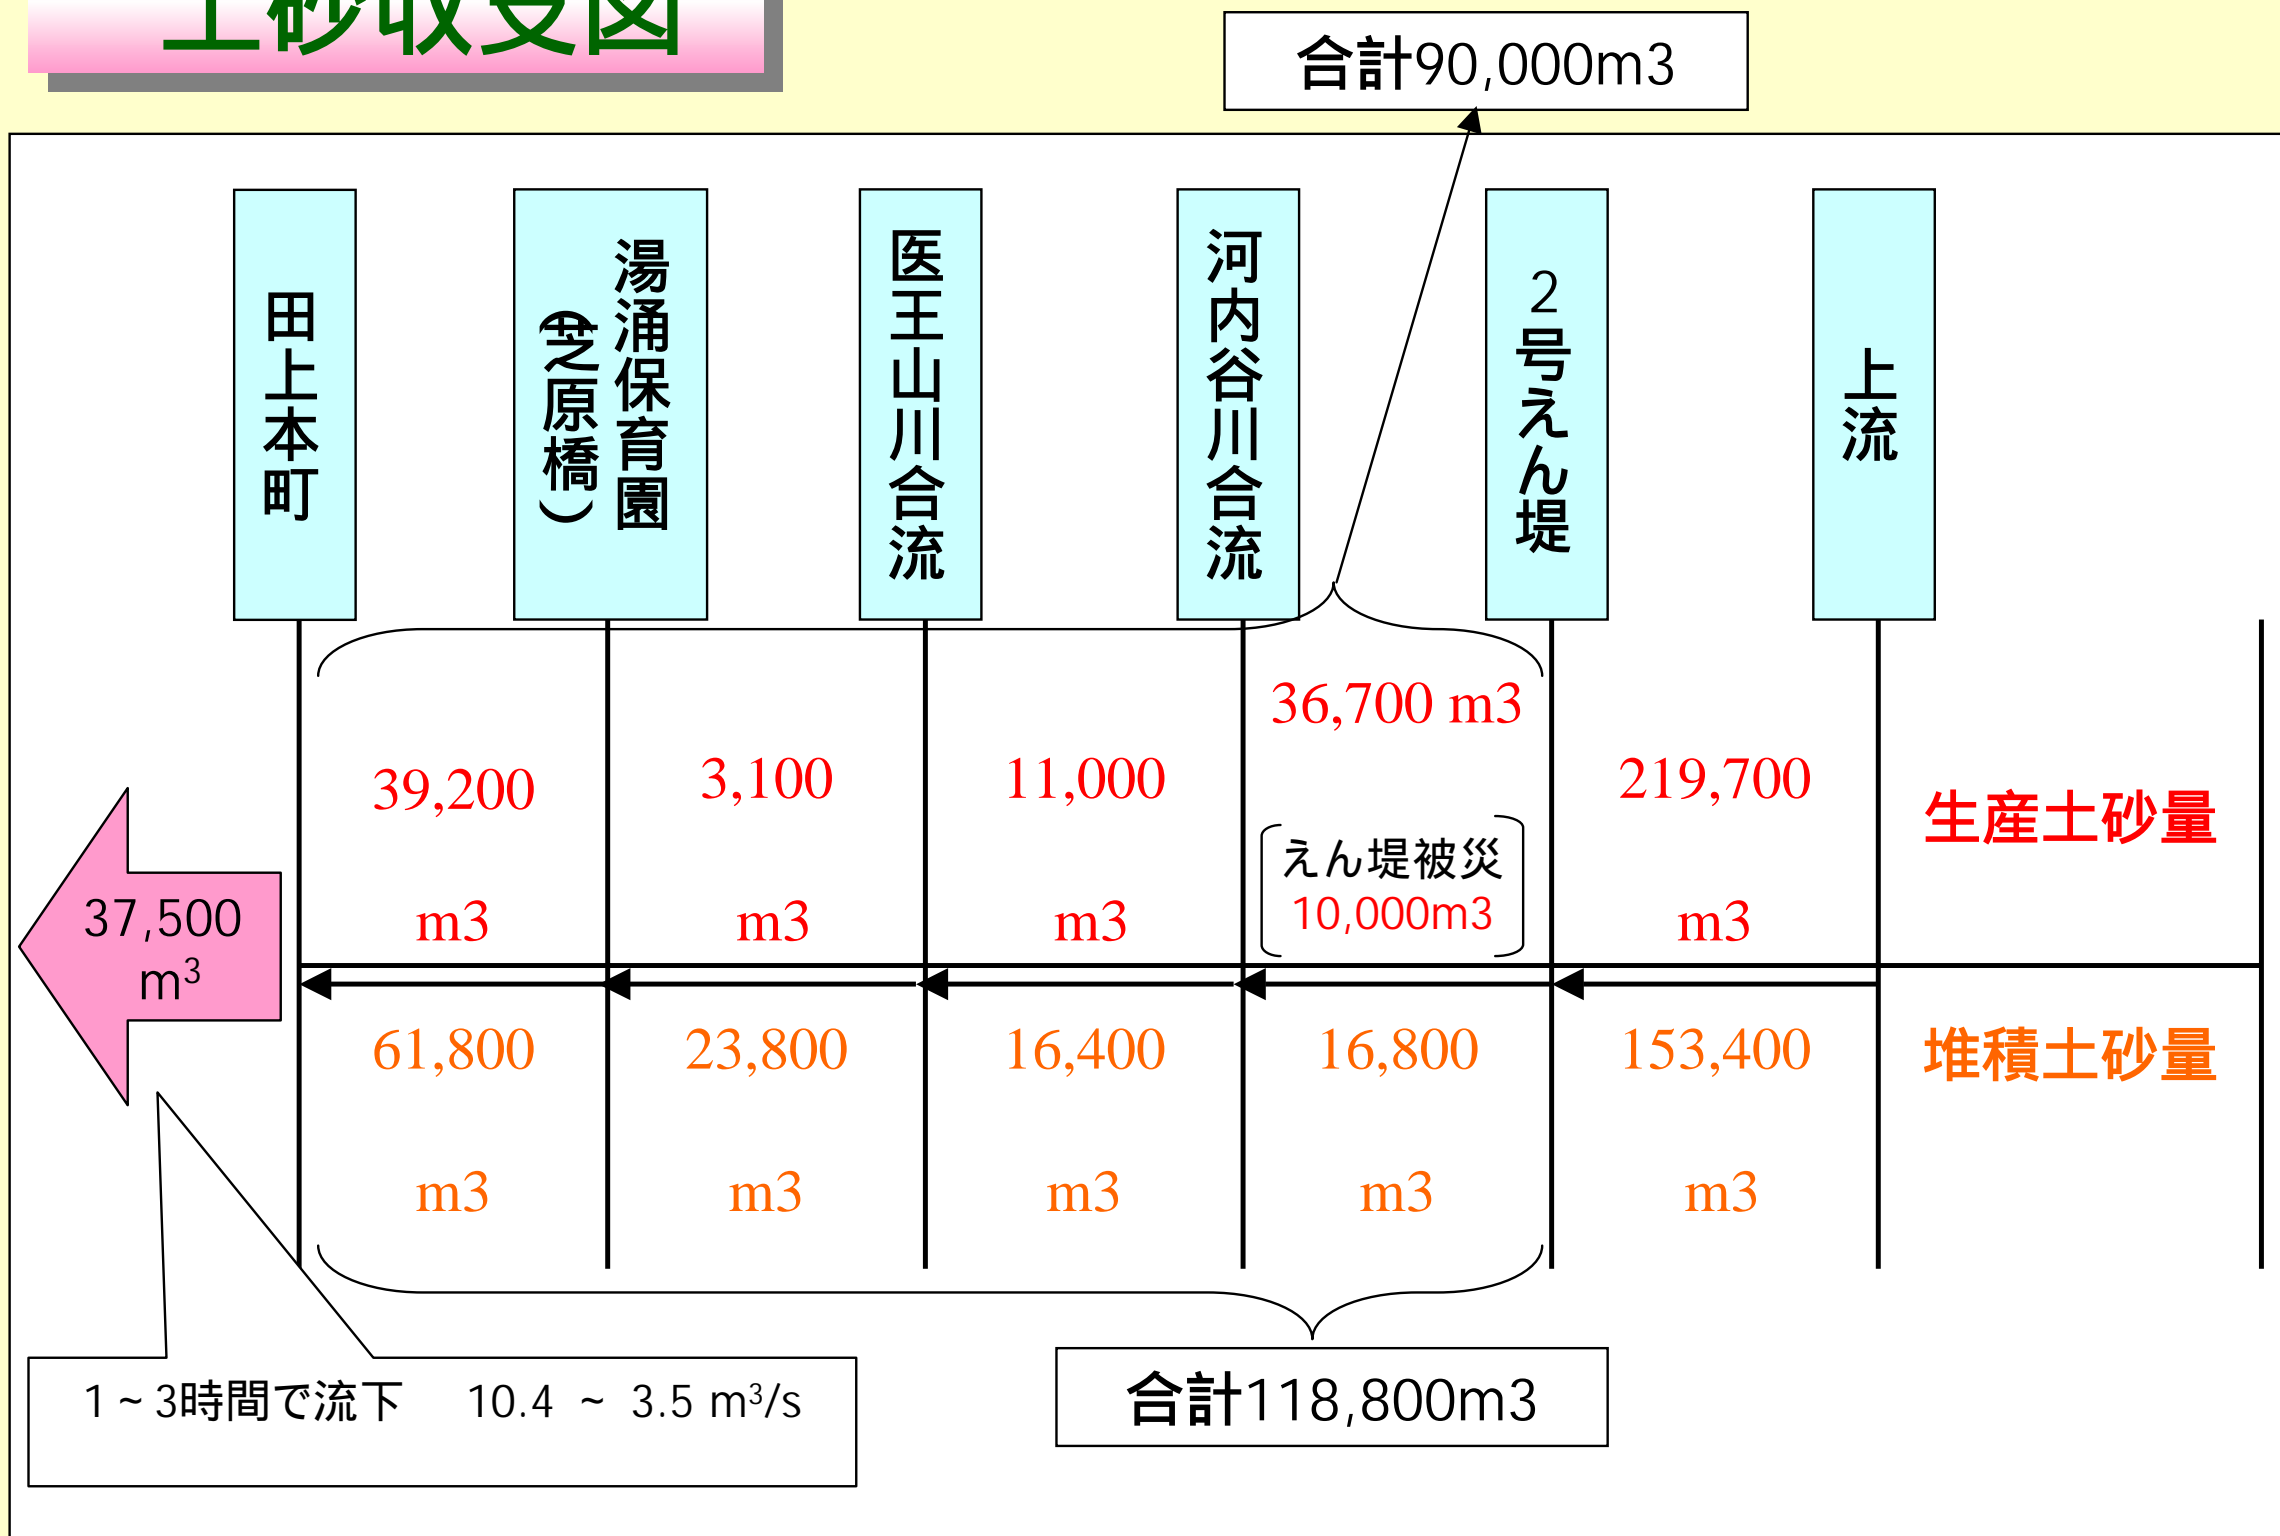 土砂収支図
合計90,000m3
田上本町
湯涌保育園
(芝原橋)
医王山川合流
河内谷川合流
2号えん堤
上流
39,200
m3
3,100
m3
11,000
m3
36,700 m3
えん堤被災
10,000m3
219,700
m3
生産土砂量
37,500
m³
61,800
m3
23,800
m3
16,400
m3
16,800
m3
153,400
m3
堆積土砂量
1~3時間で流下 10.4 ~ 3.5 m³/s
合計118,800m3